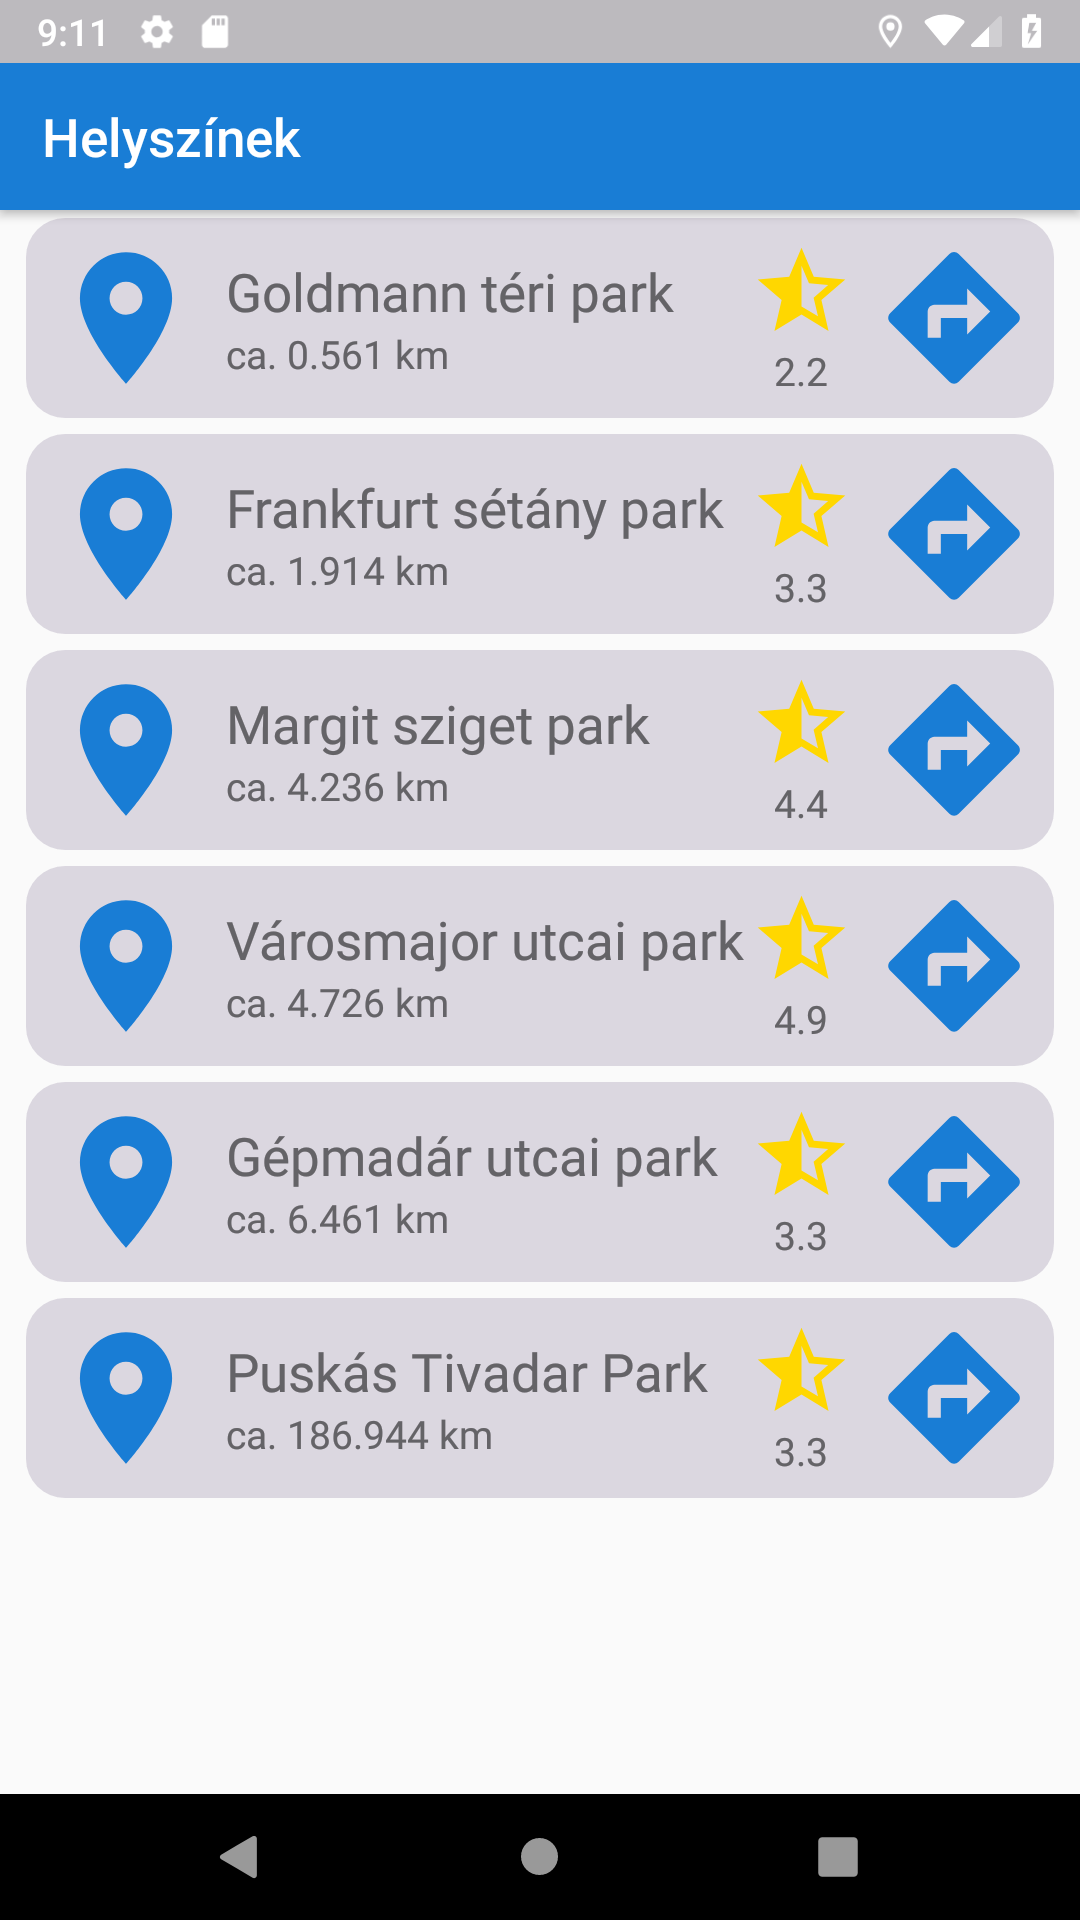 9:11
Helyszínek
Goldmann téri park
ca. 0.561 km
2.2
Frankfurt sétány park
ca. 1.914 km
3.3
Margit sziget park
ca. 4.236 km
4.4
Városmajor utcai park
ca. 4.726 km
4.9
Gépmadár utcai park
ca. 6.461 km
3.3
Puskás Tivadar Park
ca. 186.944 km
3.3